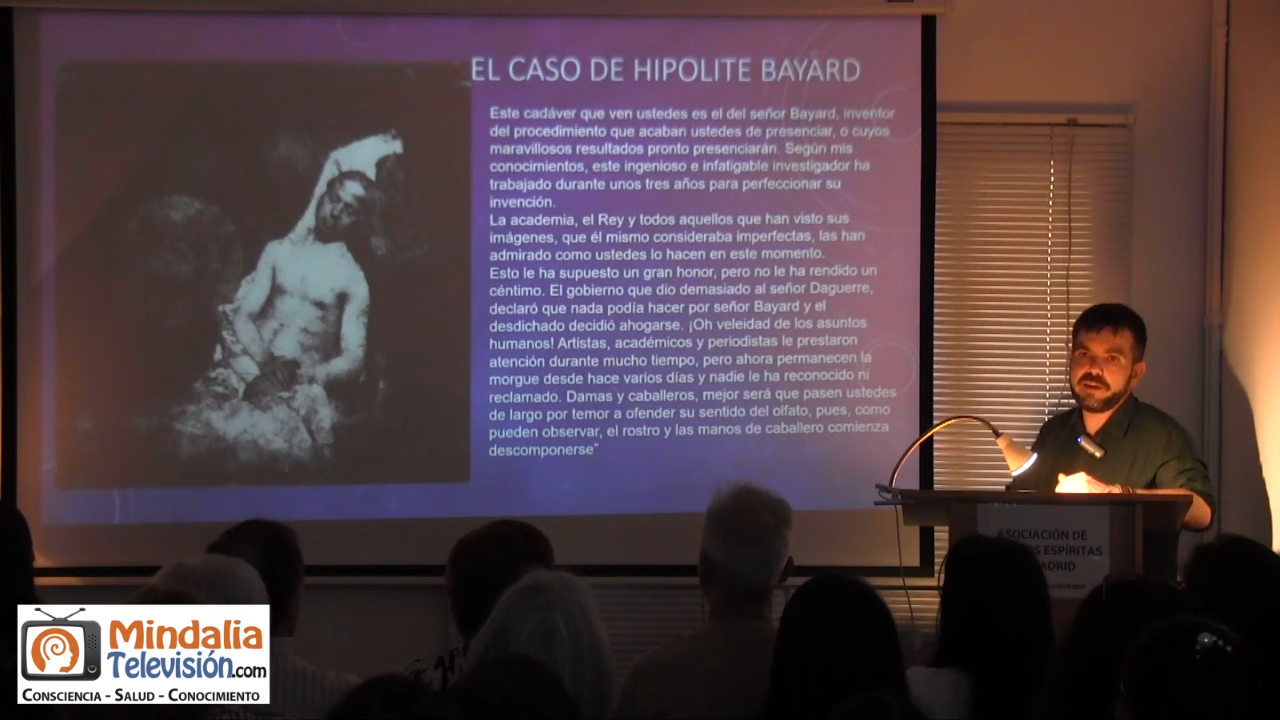 EL CASO DE HIPOLITE BAYARD
Este cadáver que ven ustedes es el del señor Bayard, inventor
del procedimiento que acaban ustedes de presenciar, o cuyos
maravillosos resultados pronto presenciarán. Según mis
conocimientos, este ingenioso e infatigable investigador ha
trabajado durante unos tres años para perfeccionar su
invención.
La academia, el Rey y todos aquellos que han visto sus
imágenes, que él mismo consideraba imperfectas, las han
admirado como ustedes lo hacen en este momento.
Esto le ha supuesto un gran honor, pero no le ha rendido un
céntimo. El gobierno que dio demasiado al señor Daguerre,
declaró que nada podía hacer por señor Bayard y el
desdichado decidió ahogarse. ¡Oh veleidad de los asuntos
humanos! Artistas, académicos y periodistas le prestaron
atención durante mucho tiempo, pero ahora permanecen la
morgue desde hace varios días y nadie le ha reconocido ni
reclamado. Damas y caballeros, mejor será que pasen ustedes
de largo por temor a ofender su sentido del olfato, pues, como
pueden observar, el rostro y las manos de caballero comienza
descomponerse"
ASOCIACIÓN DE
ESPÍRITAS
Mindalia
Televisión.com
CONSCIENCIA - SALUD - CONOCIMIENTO